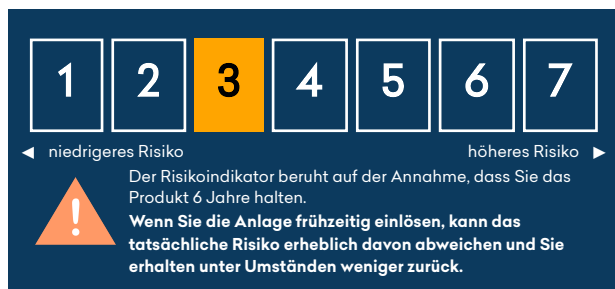 1 2 3 4 5 6 7
◄ niedrigeres Risiko höheres Risiko ►
Der Risikoindikator beruht auf der Annahme, dass Sie das
Produkt 6 Jahre halten.
!
Wenn Sie die Anlage frühzeitig einlösen, kann das
tatsächliche Risiko erheblich davon abweichen und Sie
erhalten unter Umständen weniger zurück.